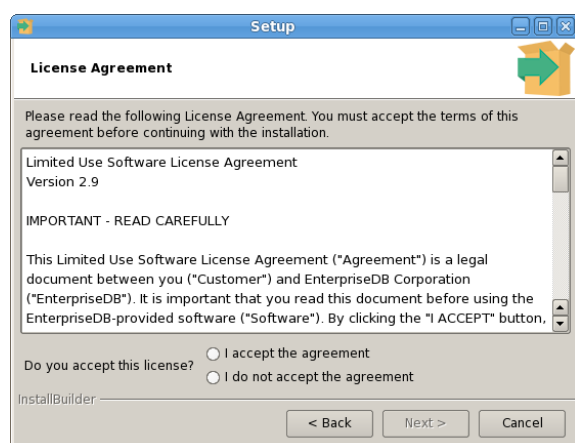 Setup
License Agreement
Please read the following License Agreement. You must accept the terms of this
agreement before continuing with the installation.
Limited Use Software License Agreement
Version 2.9
IMPORTANT - READ CAREFULLY
This Limited Use Software License Agreement ("Agreement") is a legal
document between you ("Customer") and EnterpriseDB Corporation
("EnterpriseDB"). It is important that you read this document before using the
EnterpriseDB-provided software ("Software"). By clicking the "I ACCEPT" button,
Do you accept this license?
I accept the agreement
I do not accept the agreement
InstallBuilder
< Back
Next >
Cancel